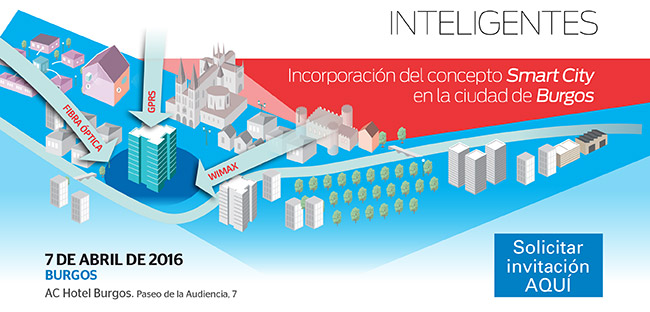 INTELIGENTES
Incorporación del concepto Smart City
en la ciudad de Burgos
FIBRA ÓPTICA
GPRS
WIMAX
7 DE ABRIL DE 2016
BURGOS
AC Hotel Burgos. Paseo de la Audiencia, 7
Solicitar
invitación
AQUÍ